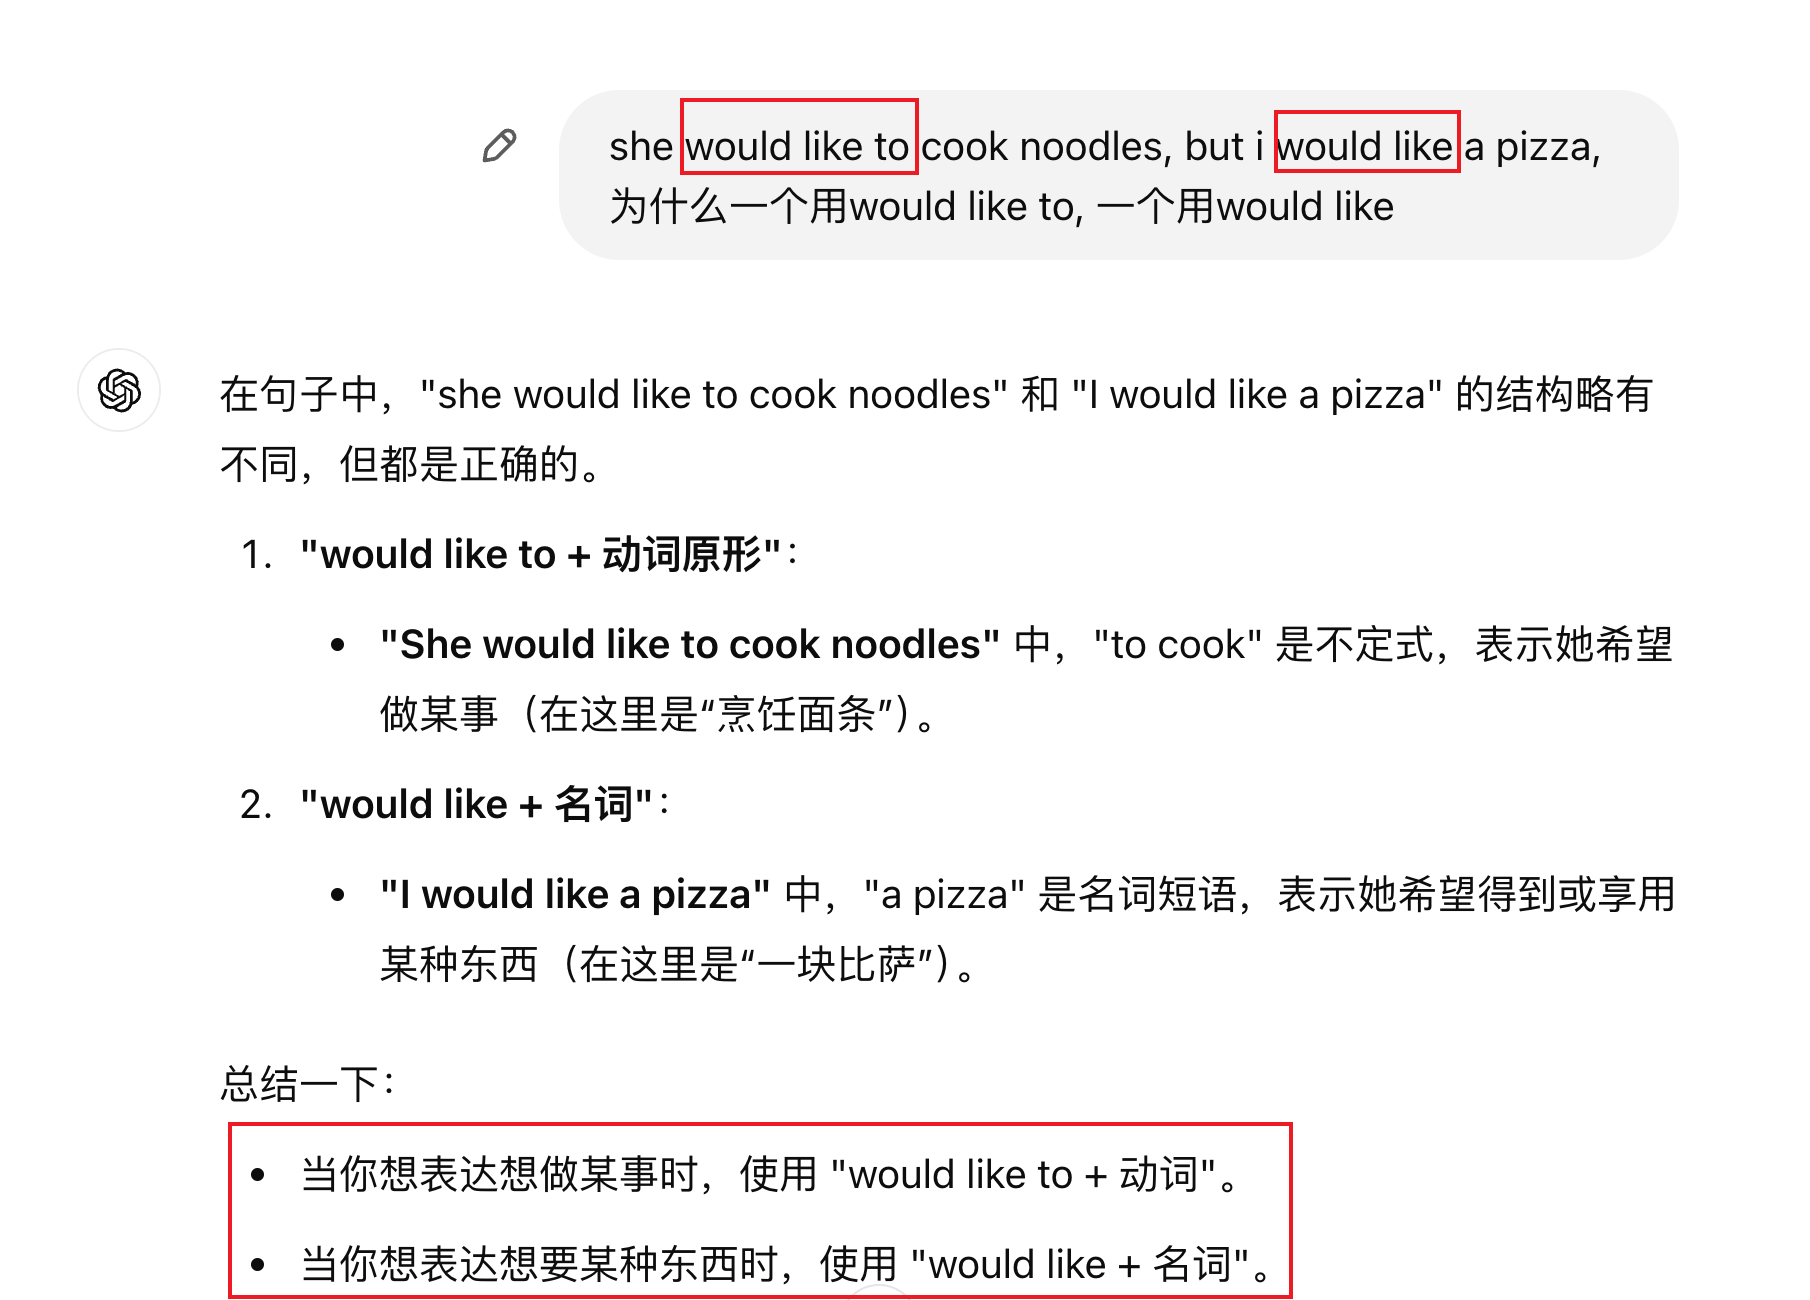 she would like to cook noodles, but i would like a pizza,
为什么一个用would like to, 一个用would like
在句子中，"she would like to cook noodles" 和 "I would like a pizza" 的结构略有
不同，但都是正确的。
1. "would like to + 动词原形"：
• "She would like to cook noodles" 中，"to cook" 是不定式，表示她希望
做某事（在这里是“烹饪面条”）。
2. "would like + 名词"：
• "I would like a pizza" 中，"a pizza" 是名词短语，表示她希望得到或享用
某种东西（在这里是“一块比萨”）。
总结一下：
• 当你想表达想做某事时，使用 "would like to + 动词"。
• 当你想表达想要某种东西时，使用 "would like + 名词"。